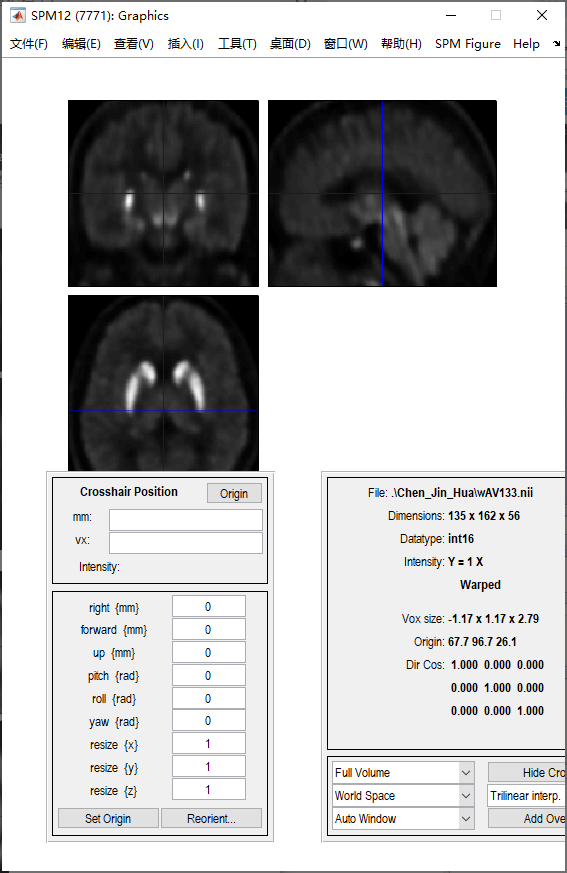 SPM12 (7771): Graphics
文件(F) 编辑(E) 查看(V) 插入(I) 工具(T) 桌面(D) 窗口(W) 帮助(H) SPM Figure Help
Crosshair Position Origin
mm:
vx:
Intensity:
right {mm} 0
forward {mm} 0
up {mm} 0
pitch {rad} 0
roll {rad} 0
yaw {rad} 0
resize {x} 1
resize {y} 1
resize {z} 1
Set Origin Reorient...
File: .\Chen_Jin_Hua\wAV133.nii
Dimensions: 135 x 162 x 56
Datatype: int16
Intensity: Y = 1 X
Warped
Vox size: -1.17 x 1.17 x 2.79
Origin: 67.7 96.7 26.1
Dir Cos: 1.000 0.000 0.000
0.000 1.000 0.000
0.000 0.000 1.000
Full Volume Hide Cro
World Space Trilinear interp.
Auto Window Add Ove